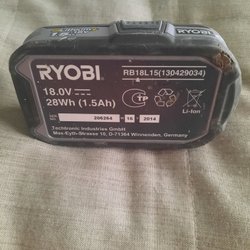 RYOBI
RB18L15(130429034)
18.0V
28Wh (1.5Ah)
CTP
Li-Ion
206264 - 16 - 2014
Techtronic Industries GmbH
Max-Eyth-Strasse 10, D-71364 Winnenden, Germany